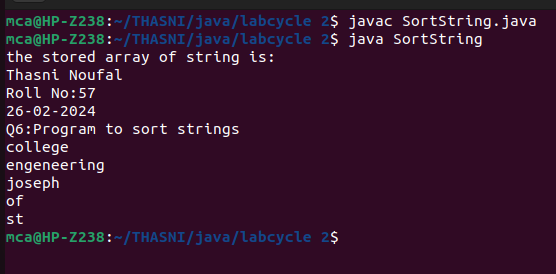 mca@HP-Z238:~/THASNI/java/labcycle 2$ javac SortString.java
mca@HP-Z238:~/THASNI/java/labcycle 2$ java SortString
the stored array of string is:
Thasni Noufal
Roll No:57
26-02-2024
Q6:Program to sort strings
college
engeneering
joseph
of
st
mca@HP-Z238:~/THASNI/java/labcycle 2$